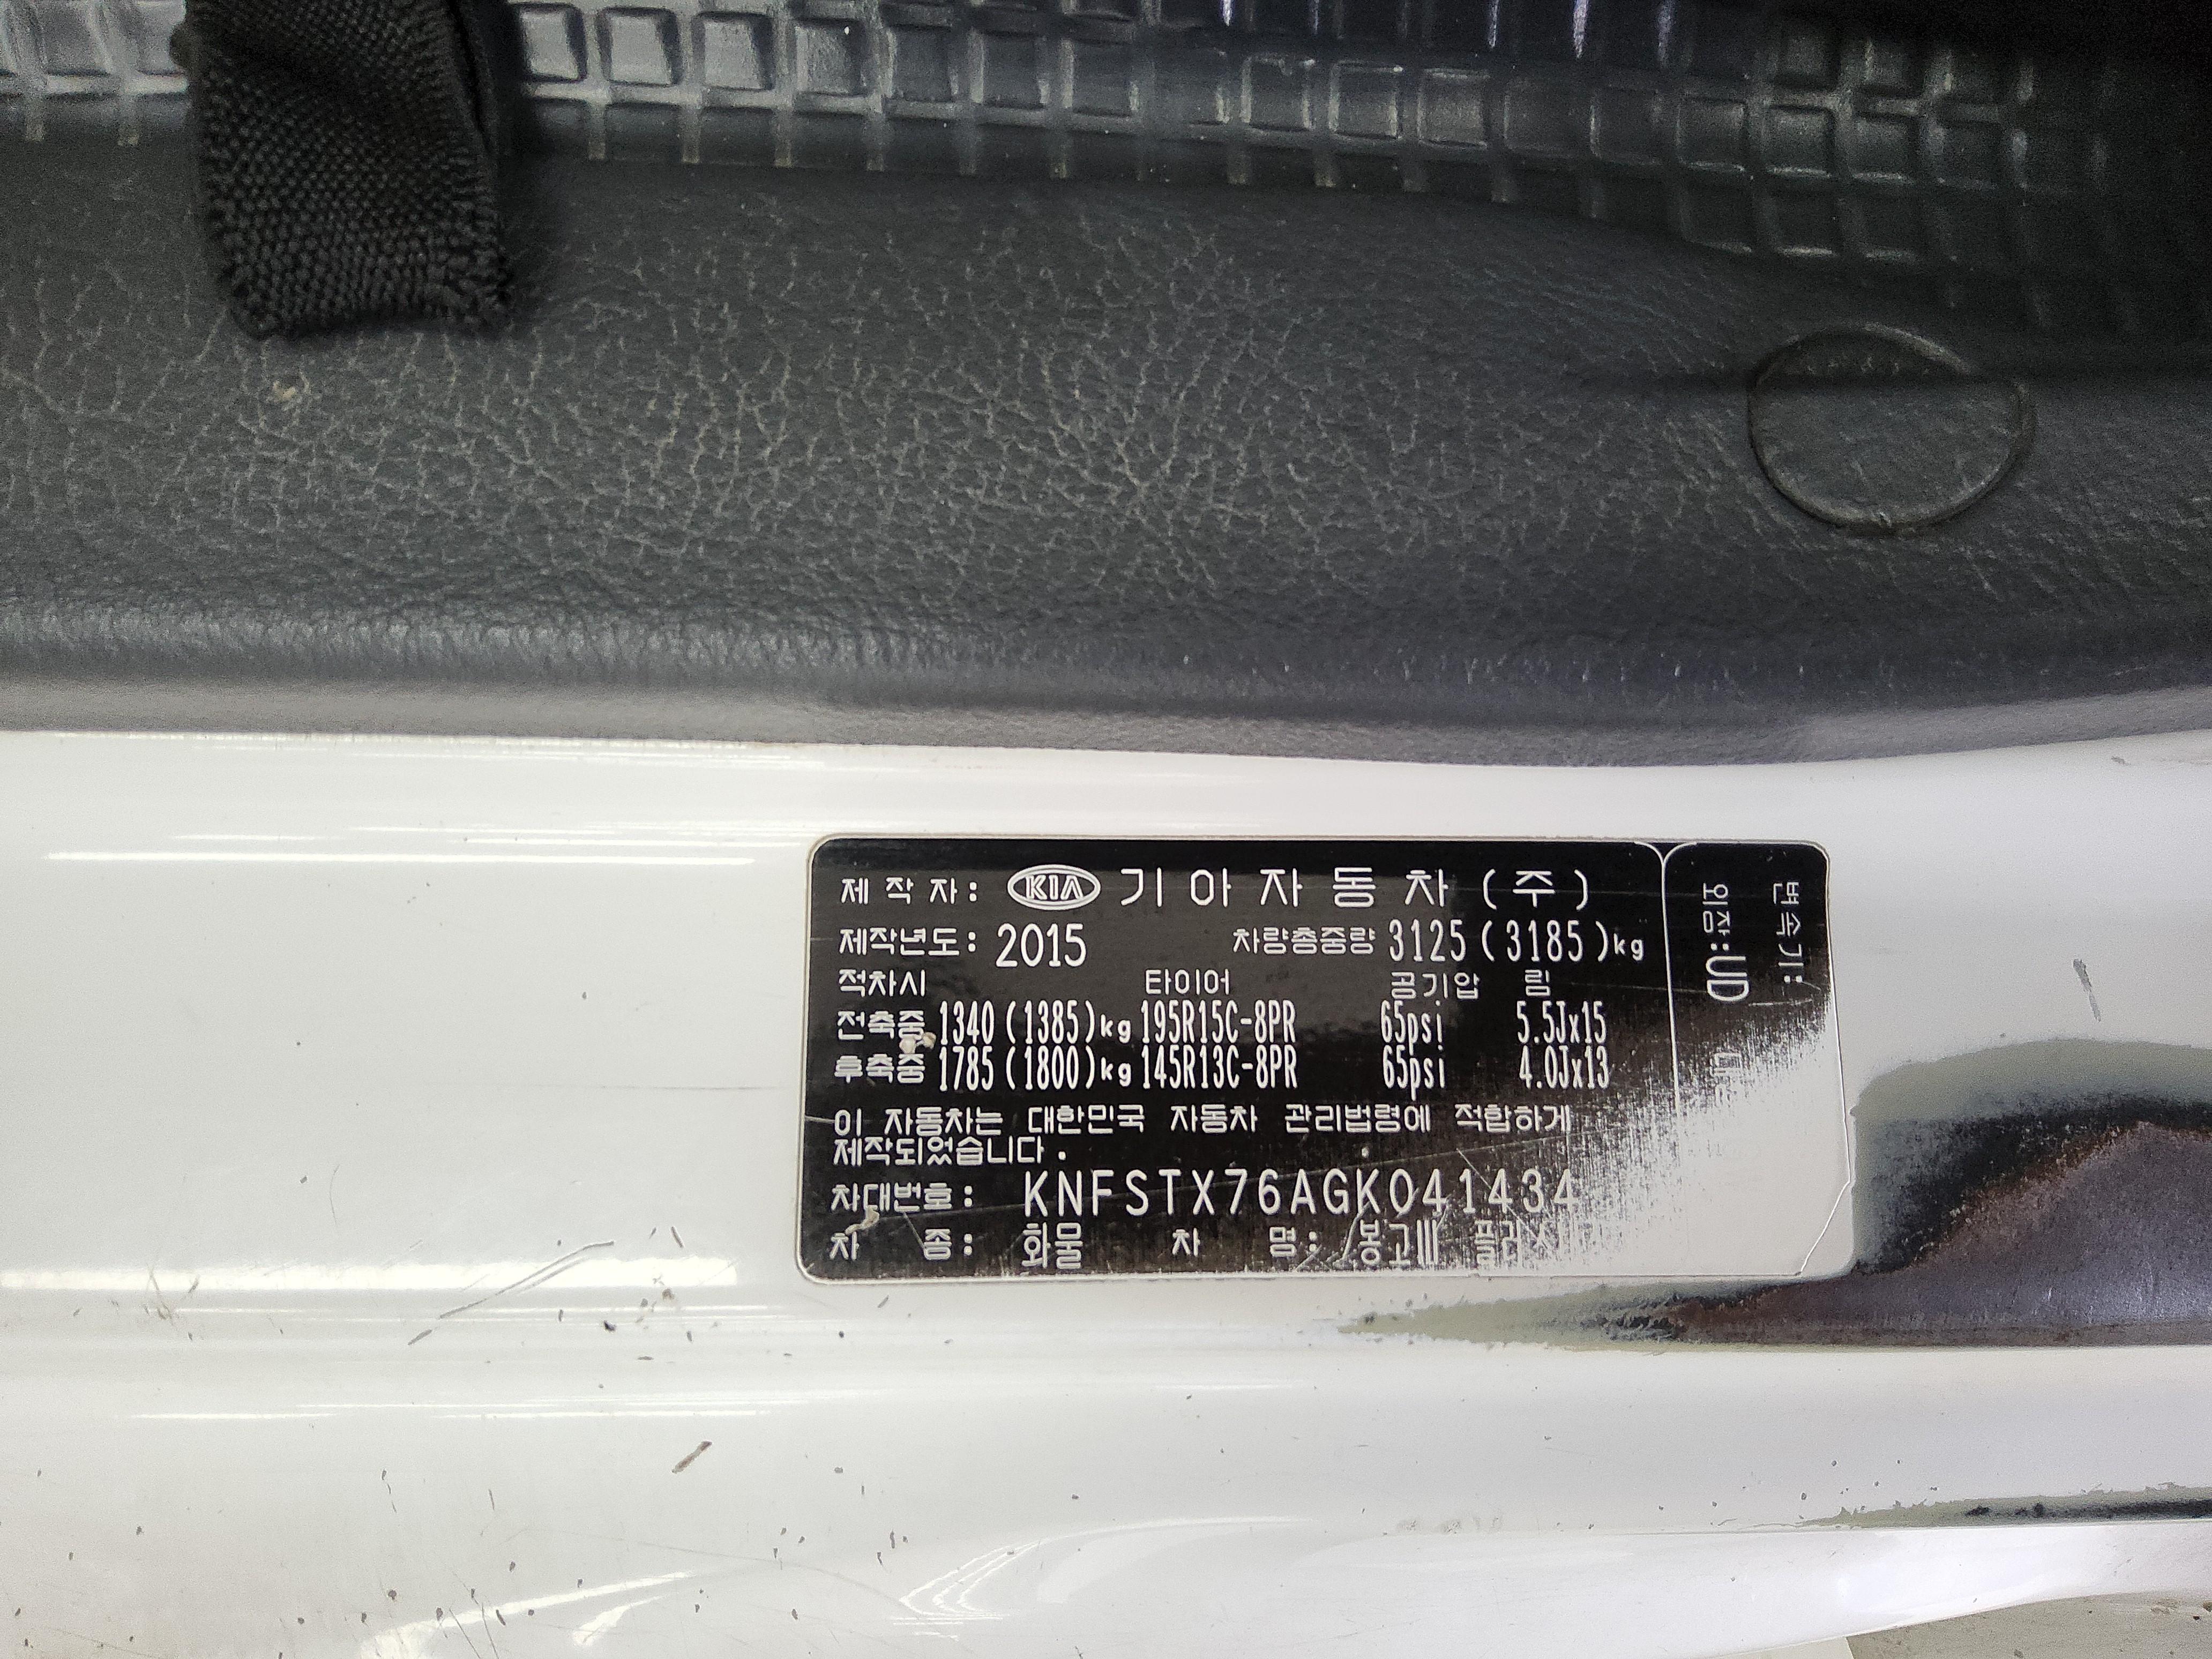 제작자: KIA 기아자동차(주)
제작년도: 2015 차량총중량 3125(3185)kg
적차시 타이어 공기압 림
전축중 1340(1385)kg 195R15C-8PR 65psi 5.5Jx15
후축중 1785(1800)kg 145R13C-8PR 65psi 4.0Jx13
이 자동차는 대한민국 자동차 관리법령에 적합하게
제작되었습니다.
차대번호: KNFSTX76AGK041434
차 종: 화물 차 명: 봉고III
변속기:
외장:UD